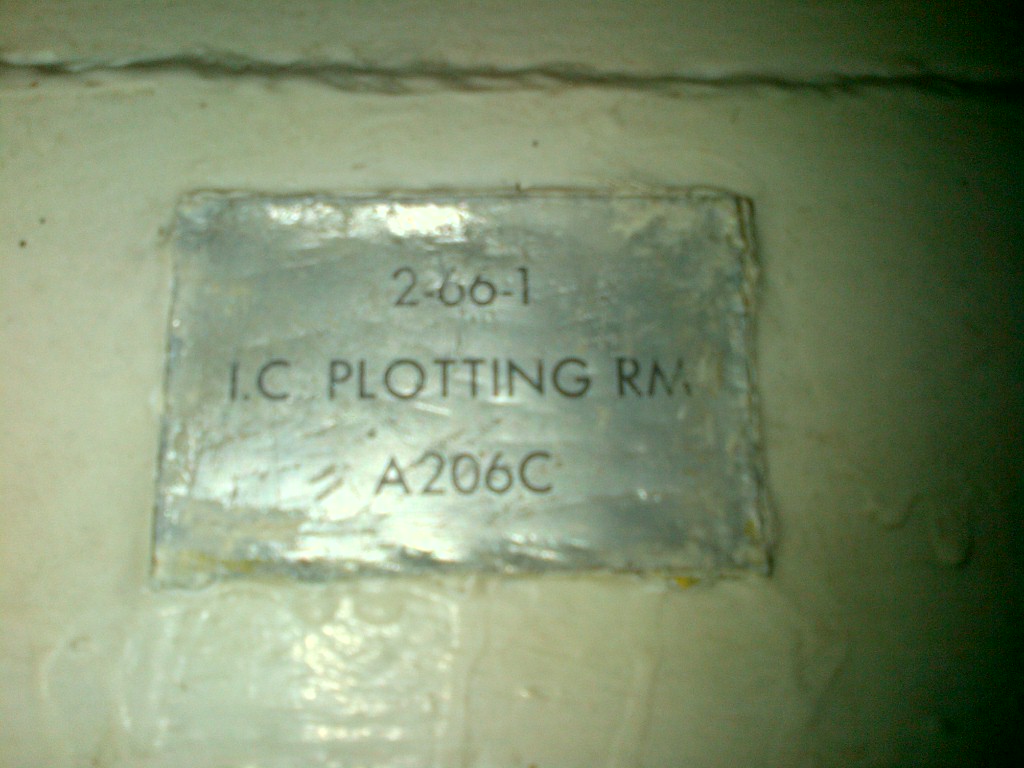 2-66-1
I.C. PLOTTING RM.
A206C